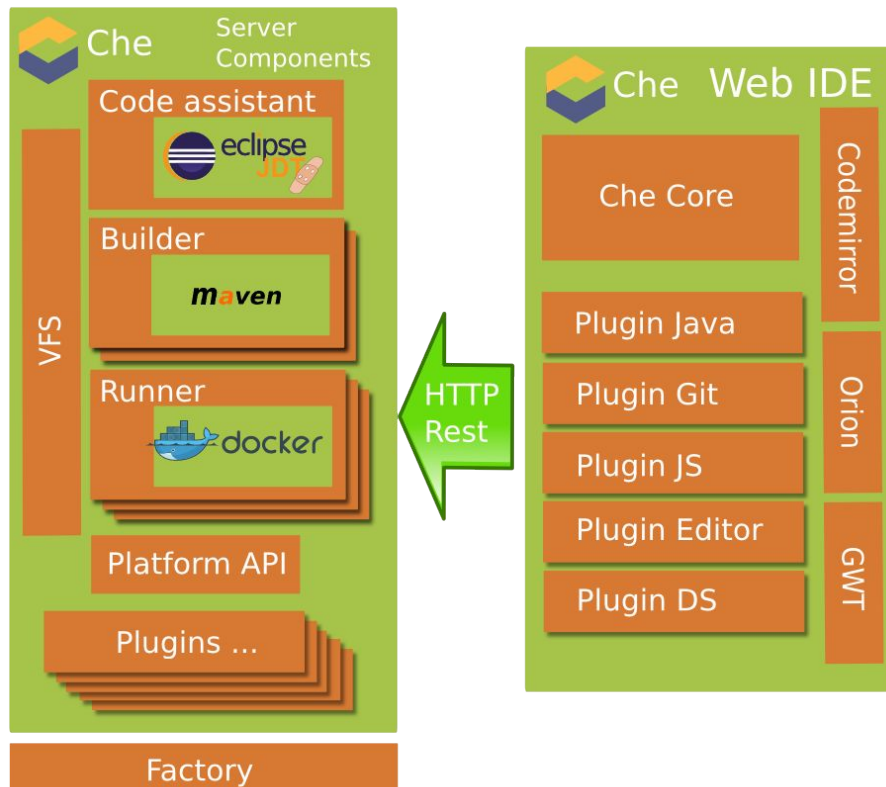 Che
Server
Components
Code assistant
eclipse
JDT
VFS
Builder
maven
Runner
docker
Platform API
Plugins ...
Factory
HTTP
Rest
Che Web IDE
Che Core
Plugin Java
Plugin Git
Plugin JS
Plugin Editor
Plugin DS
Codemirror
Orion
GWT